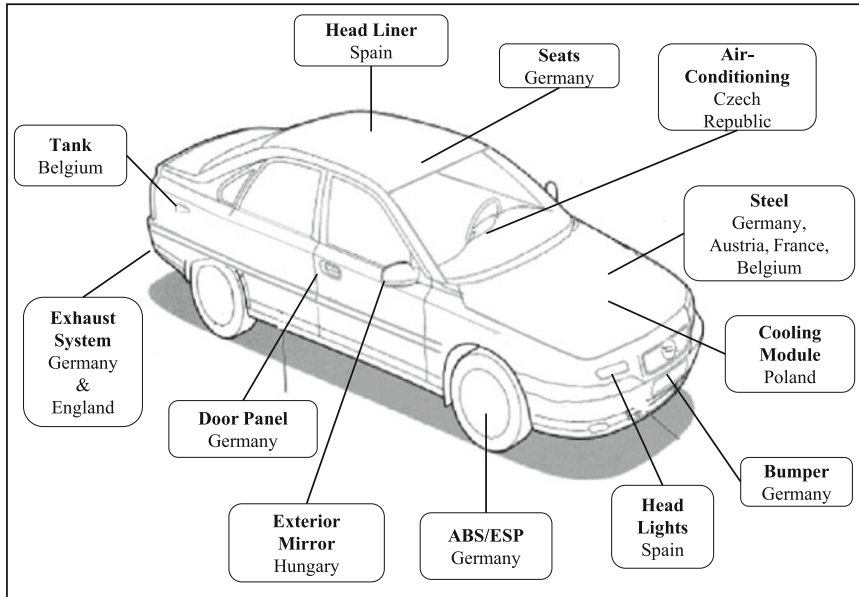 Head Liner
Spain
Seats
Germany
Air-
Conditioning
Czech
Republic
Tank
Belgium
Steel
Germany,
Austria, France,
Belgium
Exhaust
System
Germany
&
England
Cooling
Module
Poland
Door Panel
Germany
Bumper
Germany
Exterior
Mirror
Hungary
ABS/ESP
Germany
Head
Lights
Spain